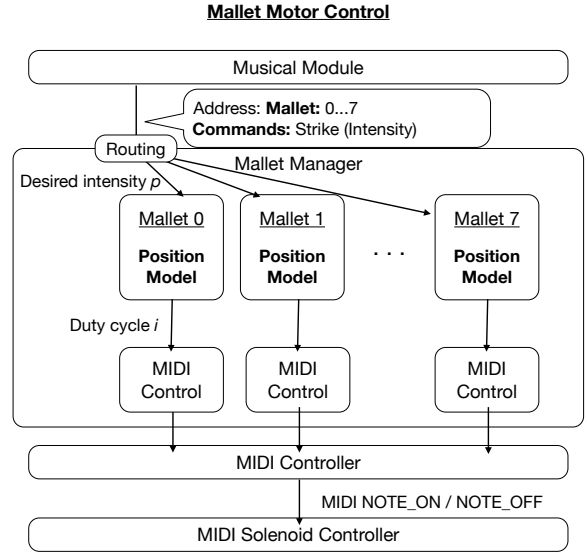 Mallet Motor Control
Musical Module
Address: Mallet: 0...7
Commands: Strike (Intensity)
Routing
Mallet Manager
Desired intensity p
Mallet 0
Position
Model
Mallet 1
Position
Model
. . .
Mallet 7
Position
Model
Duty cycle i
MIDI
Control
MIDI
Control
MIDI
Control
MIDI Controller
MIDI NOTE_ON / NOTE_OFF
MIDI Solenoid Controller